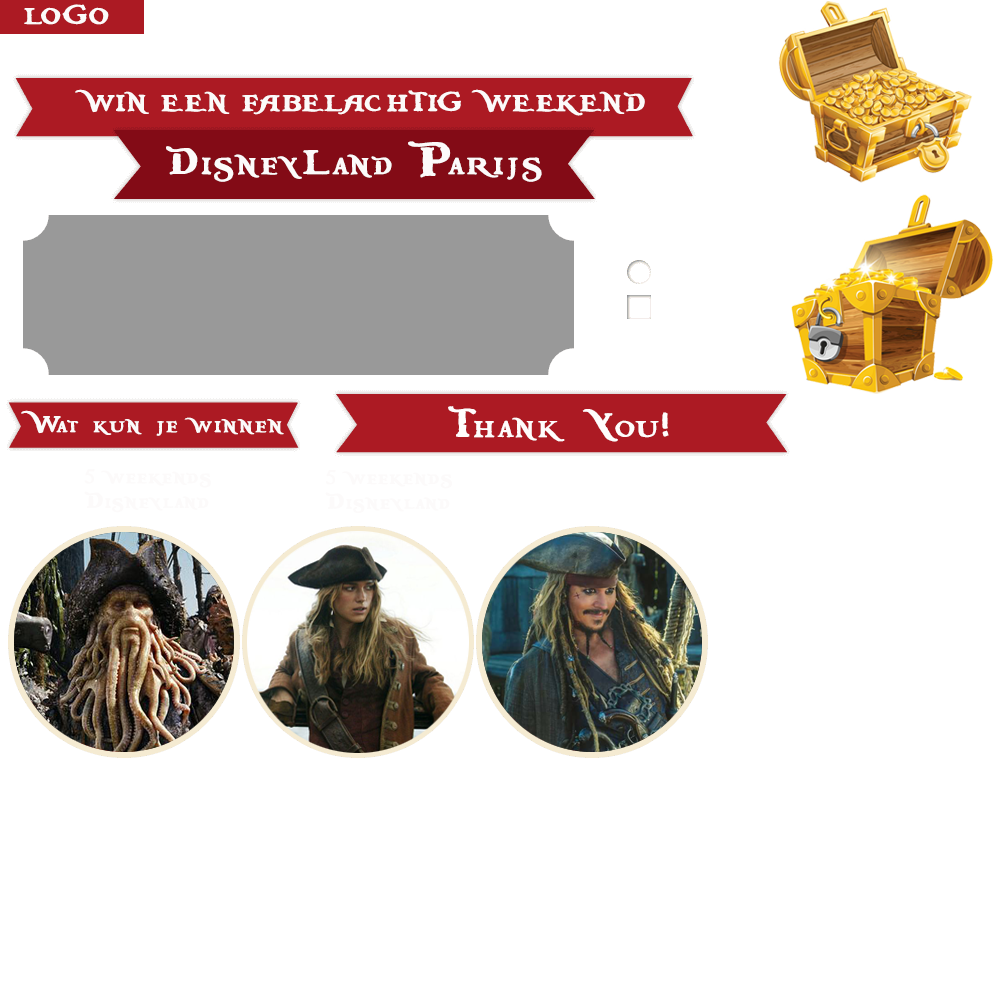 LOGO
WIN EEN FABELACHTIG WEEKEND
DISNEYLAND PARIJS
WAT KUN JE WINNEN
THANK YOU!
5 WEEKENDS
DISNEYLAND
5 WEEKENDS
DISNEYLAND